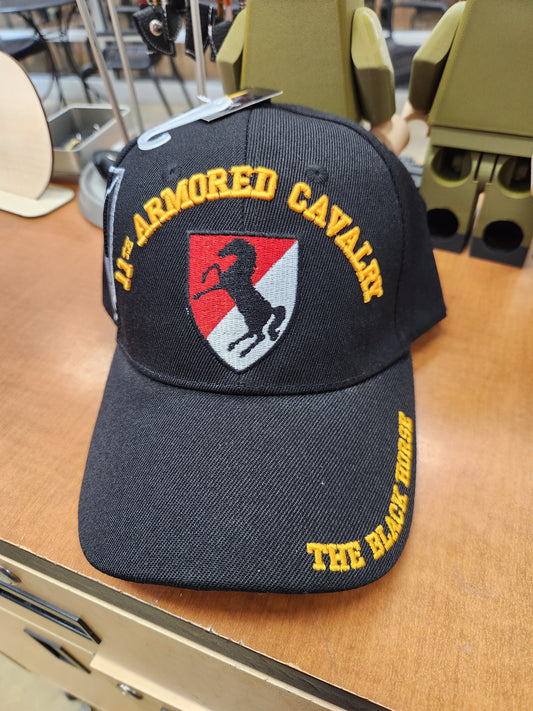 11TH ARMORED CAVALRY
THE BLACK HORSE